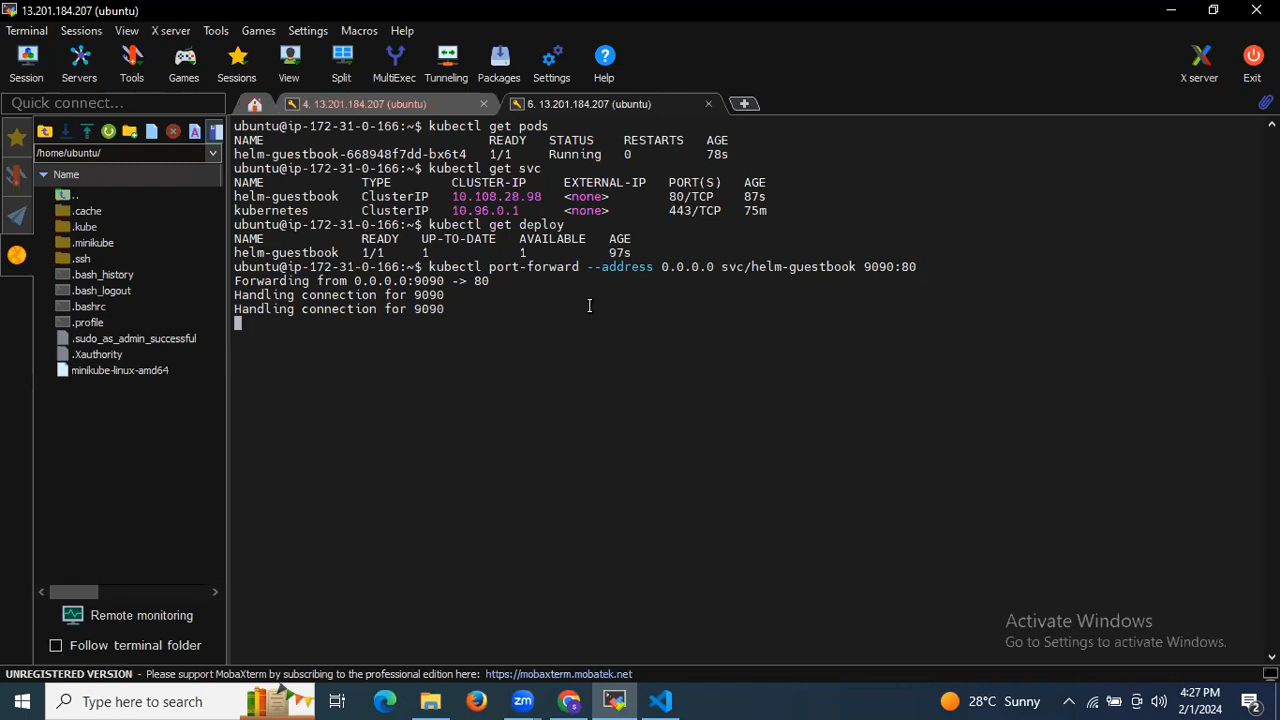 13.201.184.207 (ubuntu)
Terminal Sessions View X server Tools Games Settings Macros Help
Session Servers Tools Games Sessions View Split MultiExec Tunneling Packages Settings Help X server Exit
Quick connect...
4. 13.201.184.207 (ubuntu)
6. 13.201.184.207 (ubuntu)
/home/ubuntu/
Name
..
.cache
.kube
.minikube
.ssh
.bash_history
.bash_logout
.bashrc
.profile
.sudo_as_admin_successful
.Xauthority
minikube-linux-amd64
Remote monitoring
Follow terminal folder
ubuntu@ip-172-31-0-166:~$ kubectl get pods
NAME READY STATUS RESTARTS AGE
helm-guestbook-668948f7dd-bx6t4 1/1 Running 0 78s
ubuntu@ip-172-31-0-166:~$ kubectl get svc
NAME TYPE CLUSTER-IP EXTERNAL-IP PORT(S) AGE
helm-guestbook ClusterIP 10.108.28.98 <none> 80/TCP 87s
kubernetes ClusterIP 10.96.0.1 <none> 443/TCP 75m
ubuntu@ip-172-31-0-166:~$ kubectl get deploy
NAME READY UP-TO-DATE AVAILABLE AGE
helm-guestbook 1/1 1 1 97s
ubuntu@ip-172-31-0-166:~$ kubectl port-forward --address 0.0.0.0 svc/helm-guestbook 9090:80
Forwarding from 0.0.0.0:9090 -> 80
Handling connection for 9090
Handling connection for 9090
Activate Windows
Go to Settings to activate Windows.
UNREGISTERED VERSION - Please support MobaXterm by subscribing to the professional edition here: https://mobaxterm.mobatek.net
Type here to search
zm
28°C Sunny
4:27 PM
2/1/2024
2